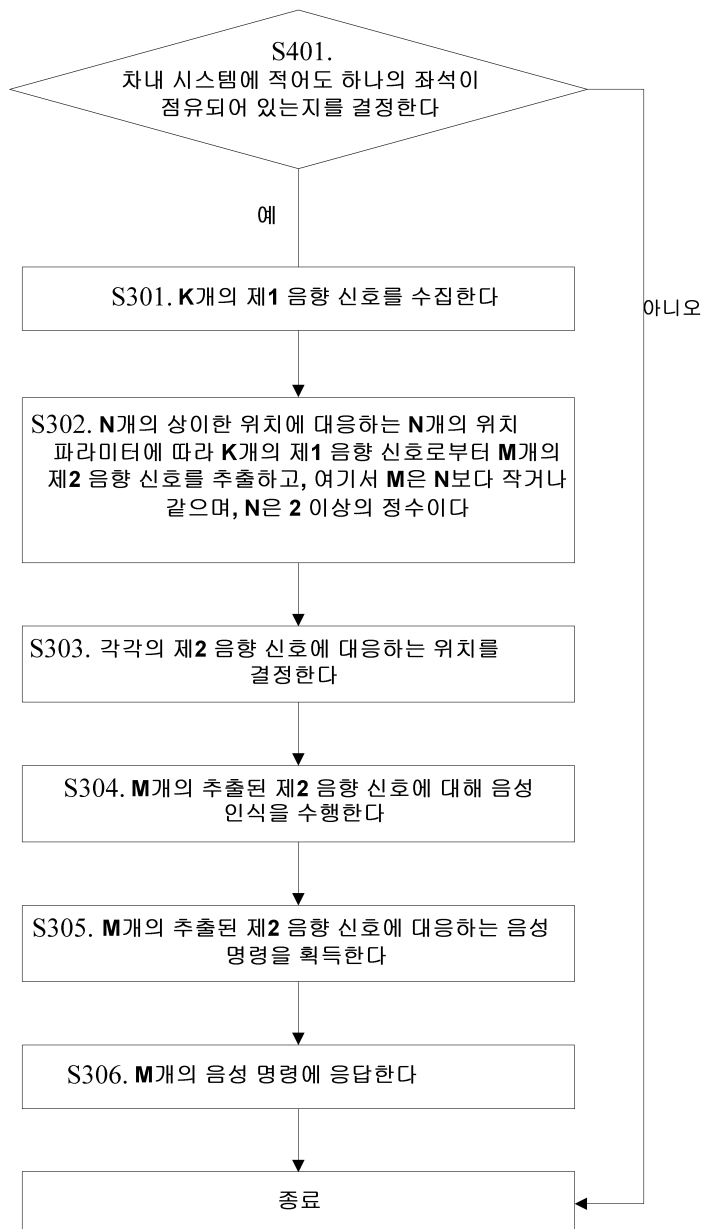 S401.
차내 시스템에 적어도 하나의 좌석이
점유되어 있는지를 결정한다
예
S301. K개의 제1 음향 신호를 수집한다
아니오
S302. N개의 상이한 위치에 대응하는 N개의 위치
파라미터에 따라 K개의 제1 음향 신호로부터 M개의
제2 음향 신호를 추출하고, 여기서 M은 N보다 작거나
같으며, N은 2 이상의 정수이다
S303. 각각의 제2 음향 신호에 대응하는 위치를
결정한다
S304. M개의 추출된 제2 음향 신호에 대해 음성
인식을 수행한다
S305. M개의 추출된 제2 음향 신호에 대응하는 음성
명령을 획득한다
S306. M개의 음성 명령에 응답한다
종료